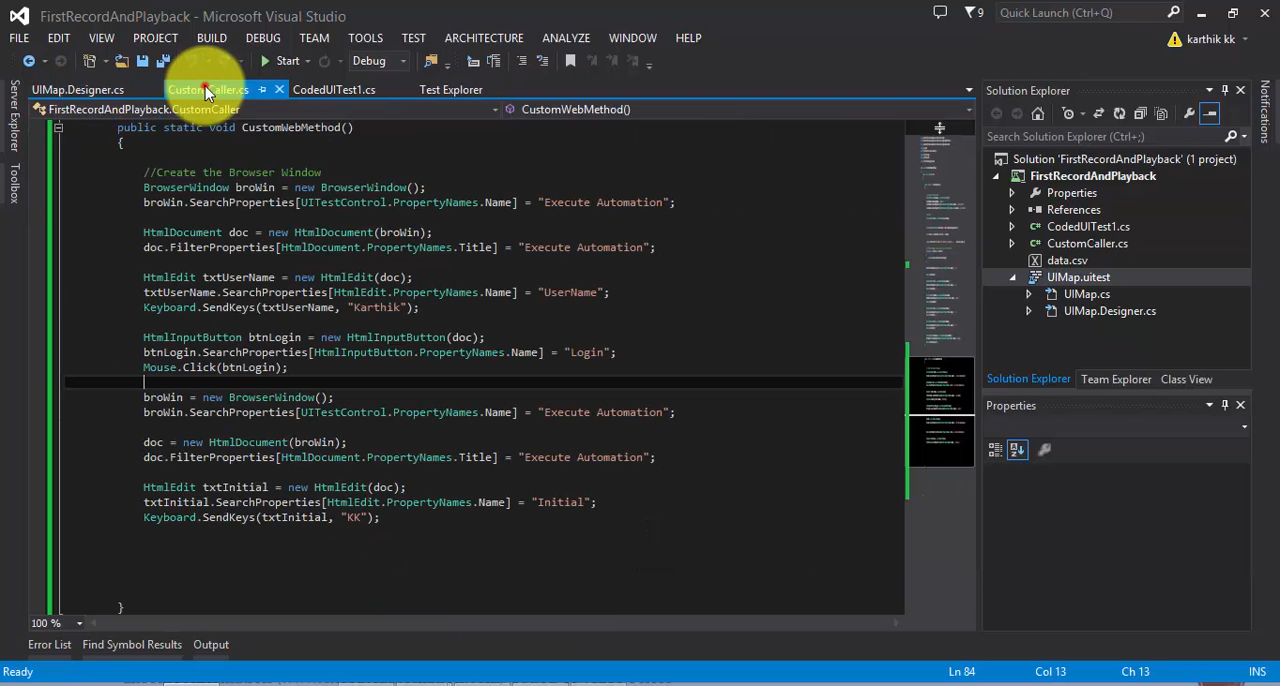 FirstRecordAndPlayback - Microsoft Visual Studio
9
Quick Launch (Ctrl+Q)
FILE EDIT VIEW PROJECT BUILD DEBUG TEAM TOOLS TEST ARCHITECTURE ANALYZE WINDOW HELP
karthik kk
Start Debug
Server Explorer
Toolbox
UIMap.Designer.cs CustomCaller.cs CodedUITest1.cs Test Explorer
FirstRecordAndPlayback.CustomCaller CustomWebMethod()
public static void CustomWebMethod()
{
//Create the Browser Window
BrowserWindow broWin = new BrowserWindow();
broWin.SearchProperties[UITestControl.PropertyNames.Name] = "Execute Automation";
HtmlDocument doc = new HtmlDocument(broWin);
doc.FilterProperties[HtmlDocument.PropertyNames.Title] = "Execute Automation";
HtmlEdit txtUserName = new HtmlEdit(doc);
txtUserName.SearchProperties[HtmlEdit.PropertyNames.Name] = "UserName";
Keyboard.SendKeys(txtUserName, "Karthik");
HtmlInputButton btnLogin = new HtmlInputButton(doc);
btnLogin.SearchProperties[HtmlInputButton.PropertyNames.Name] = "Login";
Mouse.Click(btnLogin);
broWin = new BrowserWindow();
broWin.SearchProperties[UITestControl.PropertyNames.Name] = "Execute Automation";
doc = new HtmlDocument(broWin);
doc.FilterProperties[HtmlDocument.PropertyNames.Title] = "Execute Automation";
HtmlEdit txtInitial = new HtmlEdit(doc);
txtInitial.SearchProperties[HtmlEdit.PropertyNames.Name] = "Initial";
Keyboard.SendKeys(txtInitial, "KK");
}
100 %
Error List Find Symbol Results Output
Solution Explorer
Search Solution Explorer (Ctrl+;)
Solution 'FirstRecordAndPlayback' (1 project)
FirstRecordAndPlayback
Properties
References
CodedUITest1.cs
CustomCaller.cs
data.csv
UIMap.uitest
UIMap.cs
UIMap.Designer.cs
Solution Explorer Team Explorer Class View
Properties
Notifications
Ready Ln 84 Col 13 Ch 13 INS